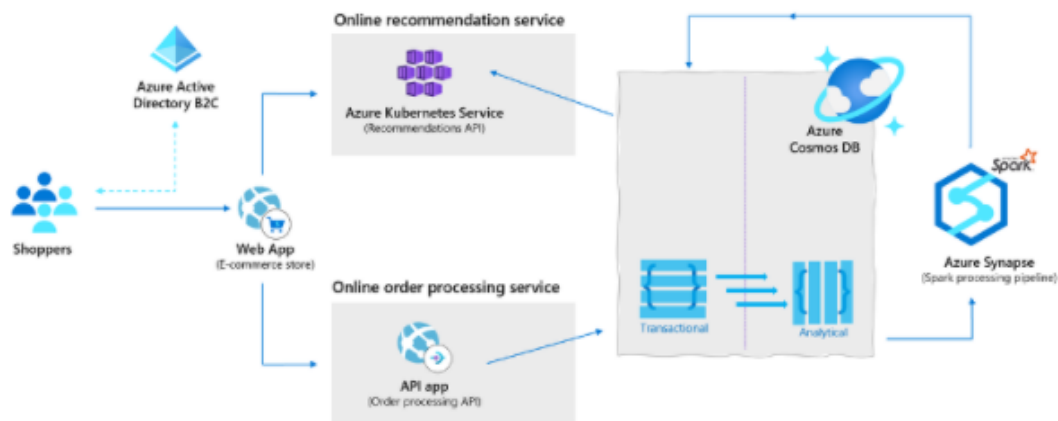 Online recommendation service
Azure Active
Directory B2C
Azure Kubernetes Service
(Recommendations API)
Azure
Cosmos DB
Spark
Shoppers
Web App
(E-commerce store)
Azure Synapse
(Spark processing pipeline)
Online order processing service
Transactional
Analytical
API app
(Order processing API)